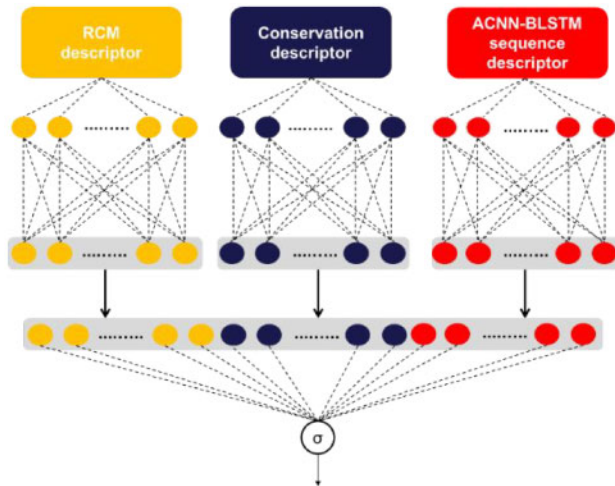 RCM
descriptor
Conservation
descriptor
ACNN-BLSTM
sequence
descriptor
σ